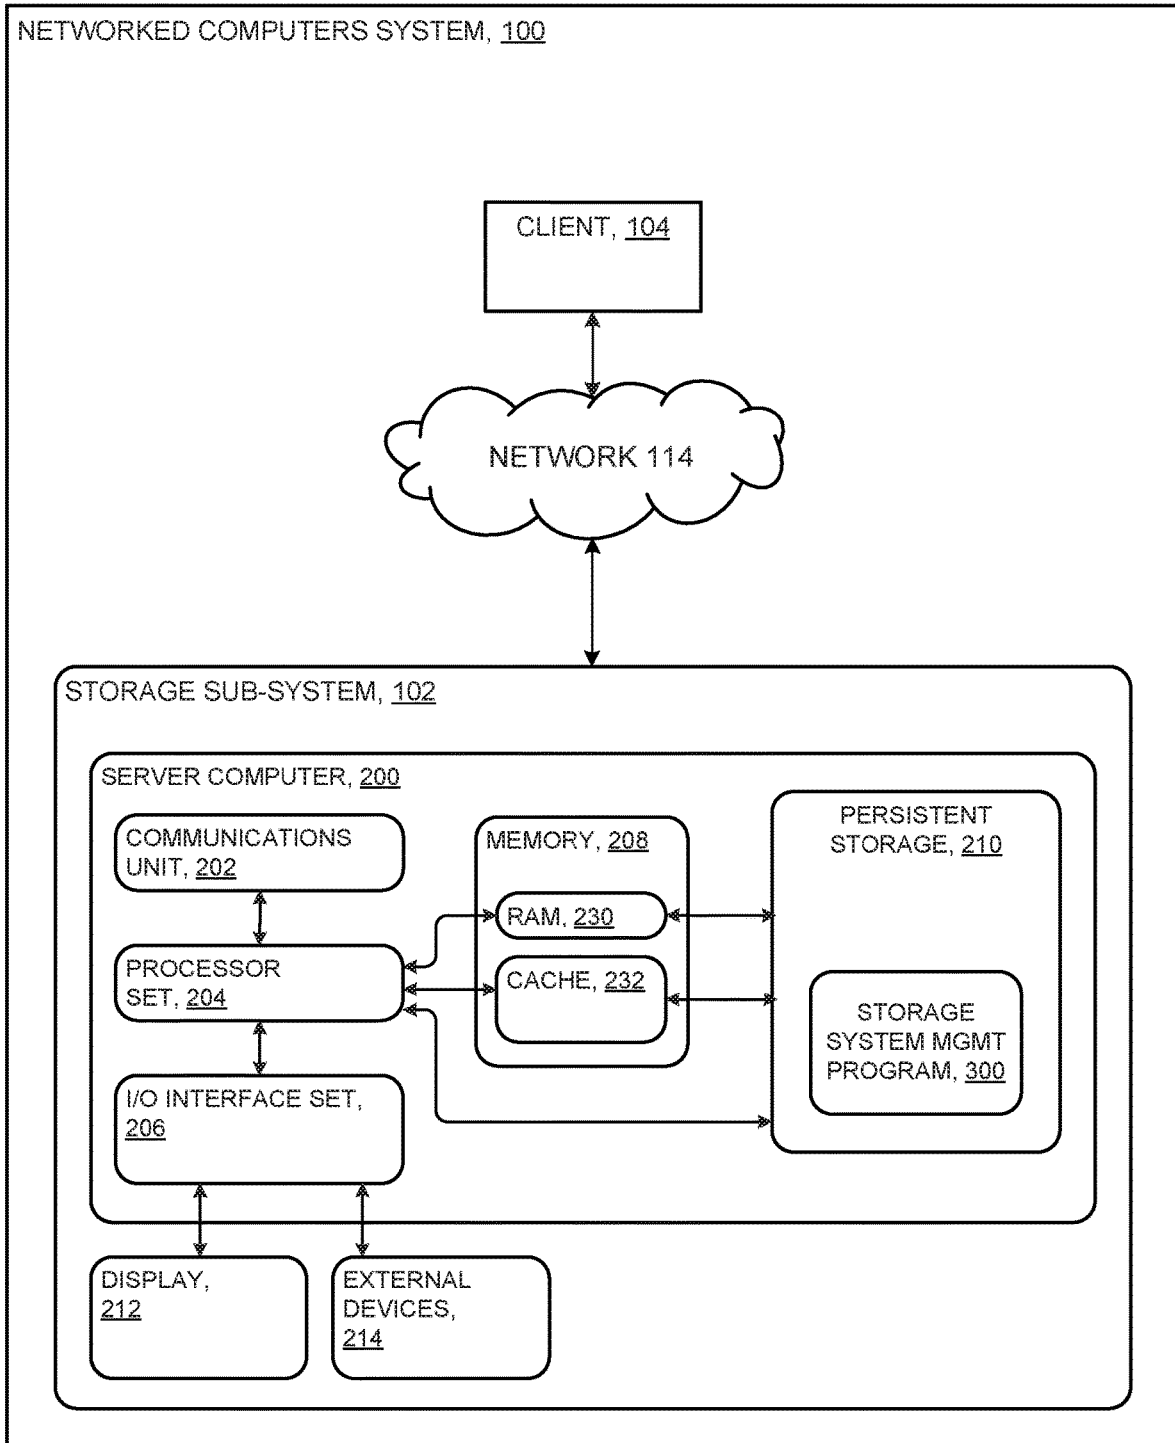 NETWORKED COMPUTERS SYSTEM, 100
CLIENT, 104
NETWORK 114
STORAGE SUB-SYSTEM, 102
SERVER COMPUTER, 200
COMMUNICATIONS
UNIT, 202
PROCESSOR
SET, 204
I/O INTERFACE SET,
206
MEMORY, 208
RAM, 230
CACHE, 232
PERSISTENT
STORAGE, 210
STORAGE
SYSTEM MGMT
PROGRAM, 300
DISPLAY,
212
EXTERNAL
DEVICES,
214